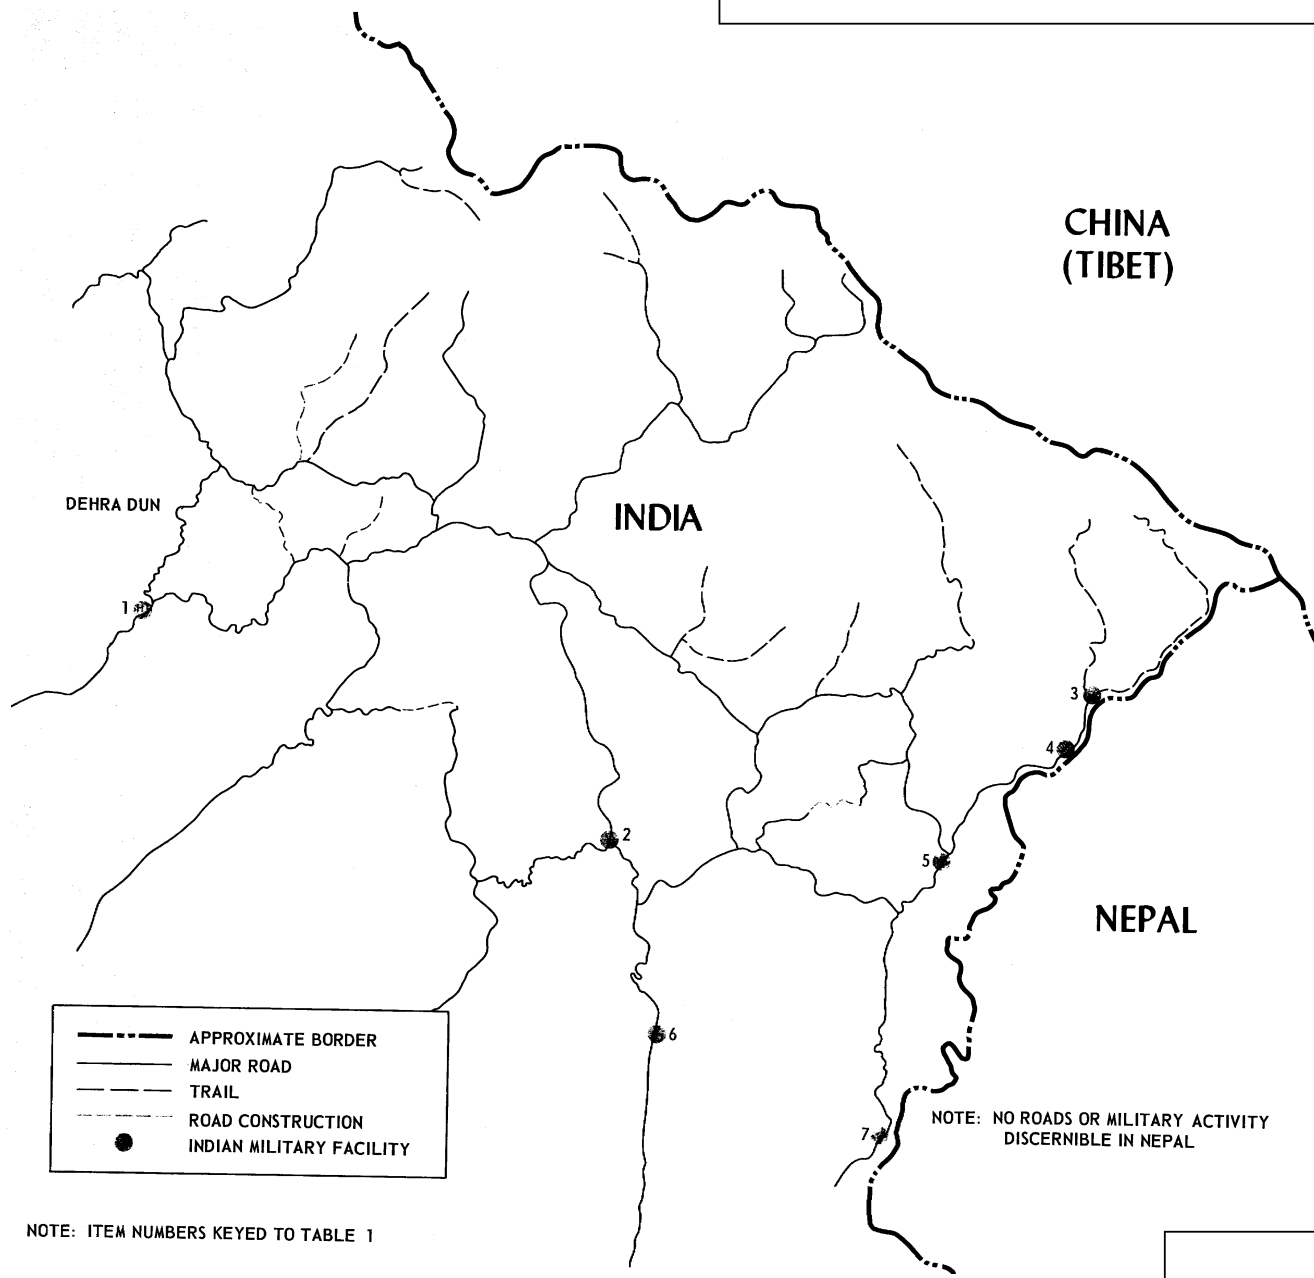 CHINA
(TIBET)
DEHRA DUN
INDIA
1
3
4
2
5
NEPAL
6
7
APPROXIMATE BORDER
MAJOR ROAD
TRAIL
ROAD CONSTRUCTION
INDIAN MILITARY FACILITY
NOTE: NO ROADS OR MILITARY ACTIVITY
DISCERNIBLE IN NEPAL
NOTE: ITEM NUMBERS KEYED TO TABLE 1